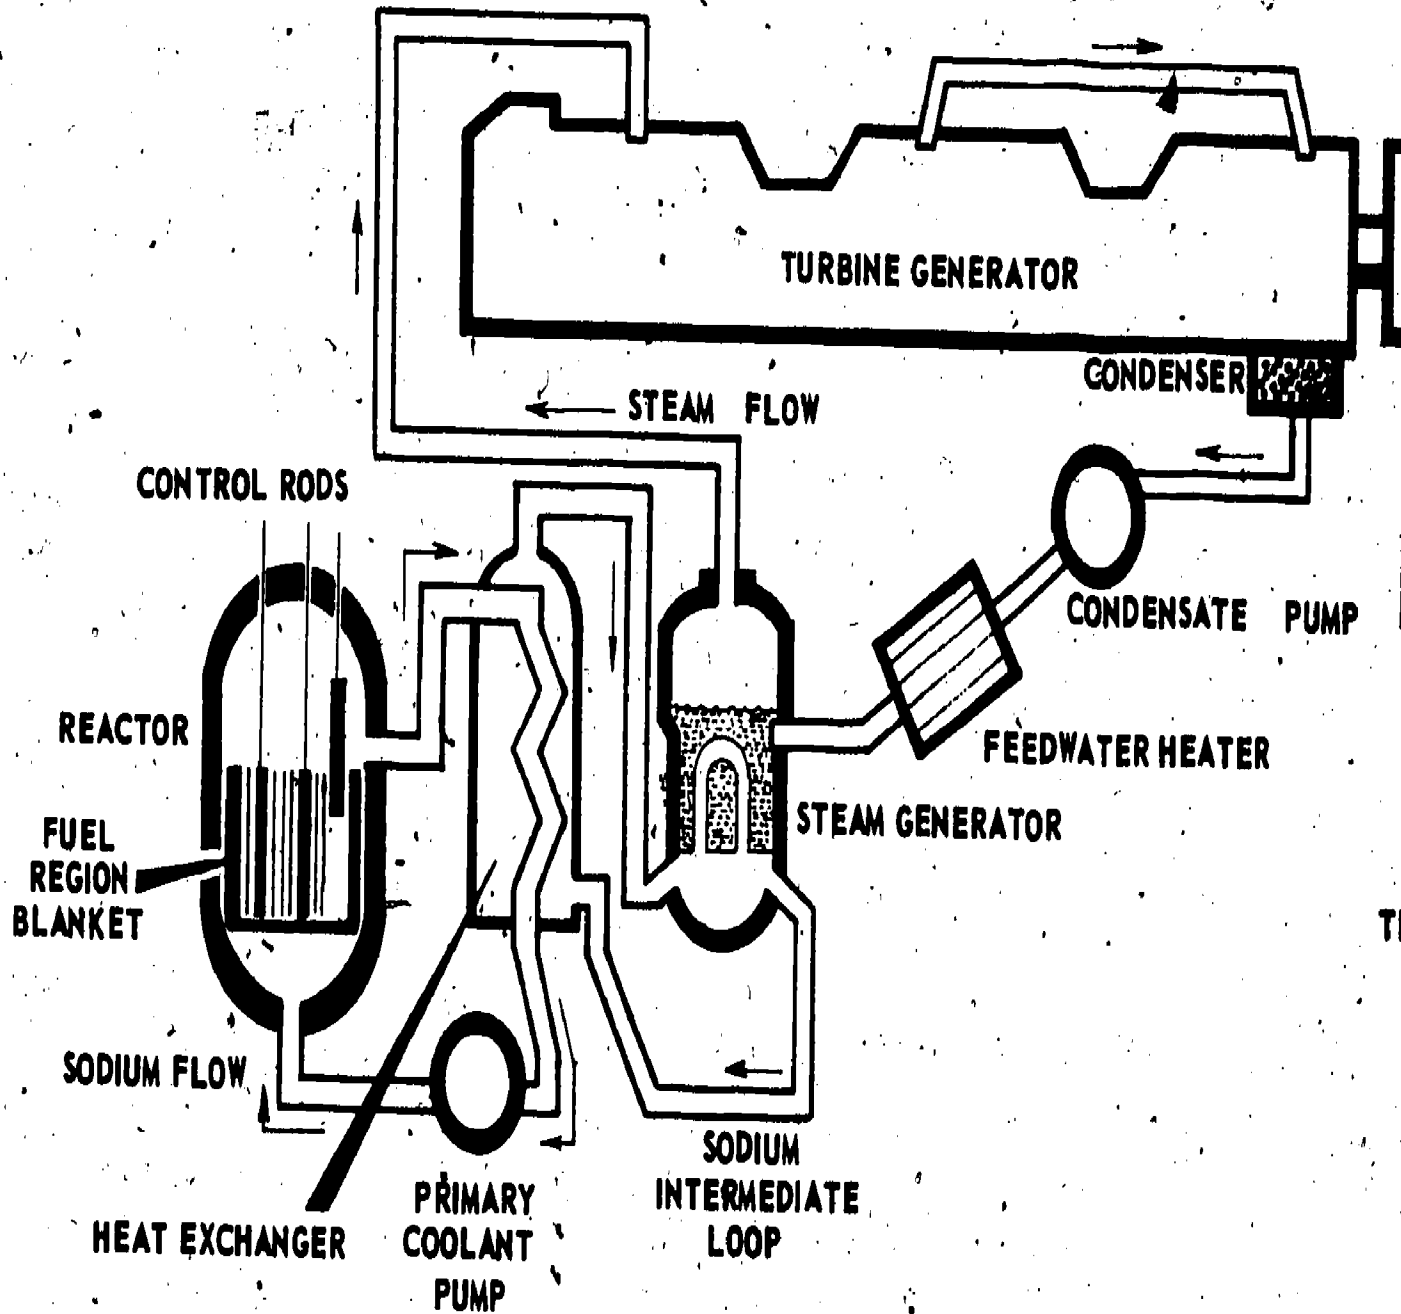 TURBINE GENERATOR
CONDENSER
STEAM FLOW
CONTROL RODS
CONDENSATE PUMP
REACTOR
FEEDWATER HEATER
STEAM GENERATOR
FUEL
REGION
BLANKET
SODIUM FLOW
SODIUM
INTERMEDIATE
LOOP
PRIMARY
COOLANT
PUMP
HEAT EXCHANGER